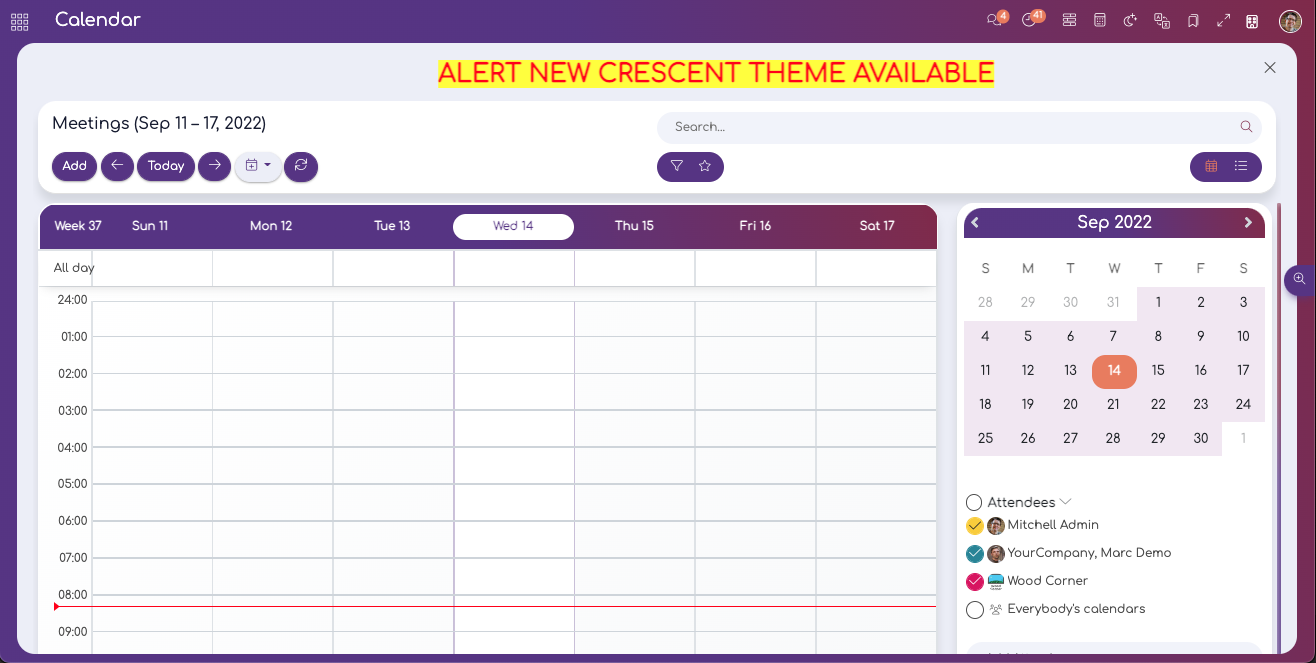 Calendar
4
41
ALERT NEW CRESCENT THEME AVAILABLE
Meetings (Sep 11 – 17, 2022)
Search...
Add
Today
Week 37 Sun 11 Mon 12 Tue 13 Wed 14 Thu 15 Fri 16 Sat 17
All day
24:00
01:00
02:00
03:00
04:00
05:00
06:00
07:00
08:00
09:00
Sep 2022
S M T W T F S
28 29 30 31 1 2 3
4 5 6 7 8 9 10
11 12 13 14 15 16 17
18 19 20 21 22 23 24
25 26 27 28 29 30 1
Attendees
Mitchell Admin
YourCompany, Marc Demo
Wood Corner
Everybody's calendars